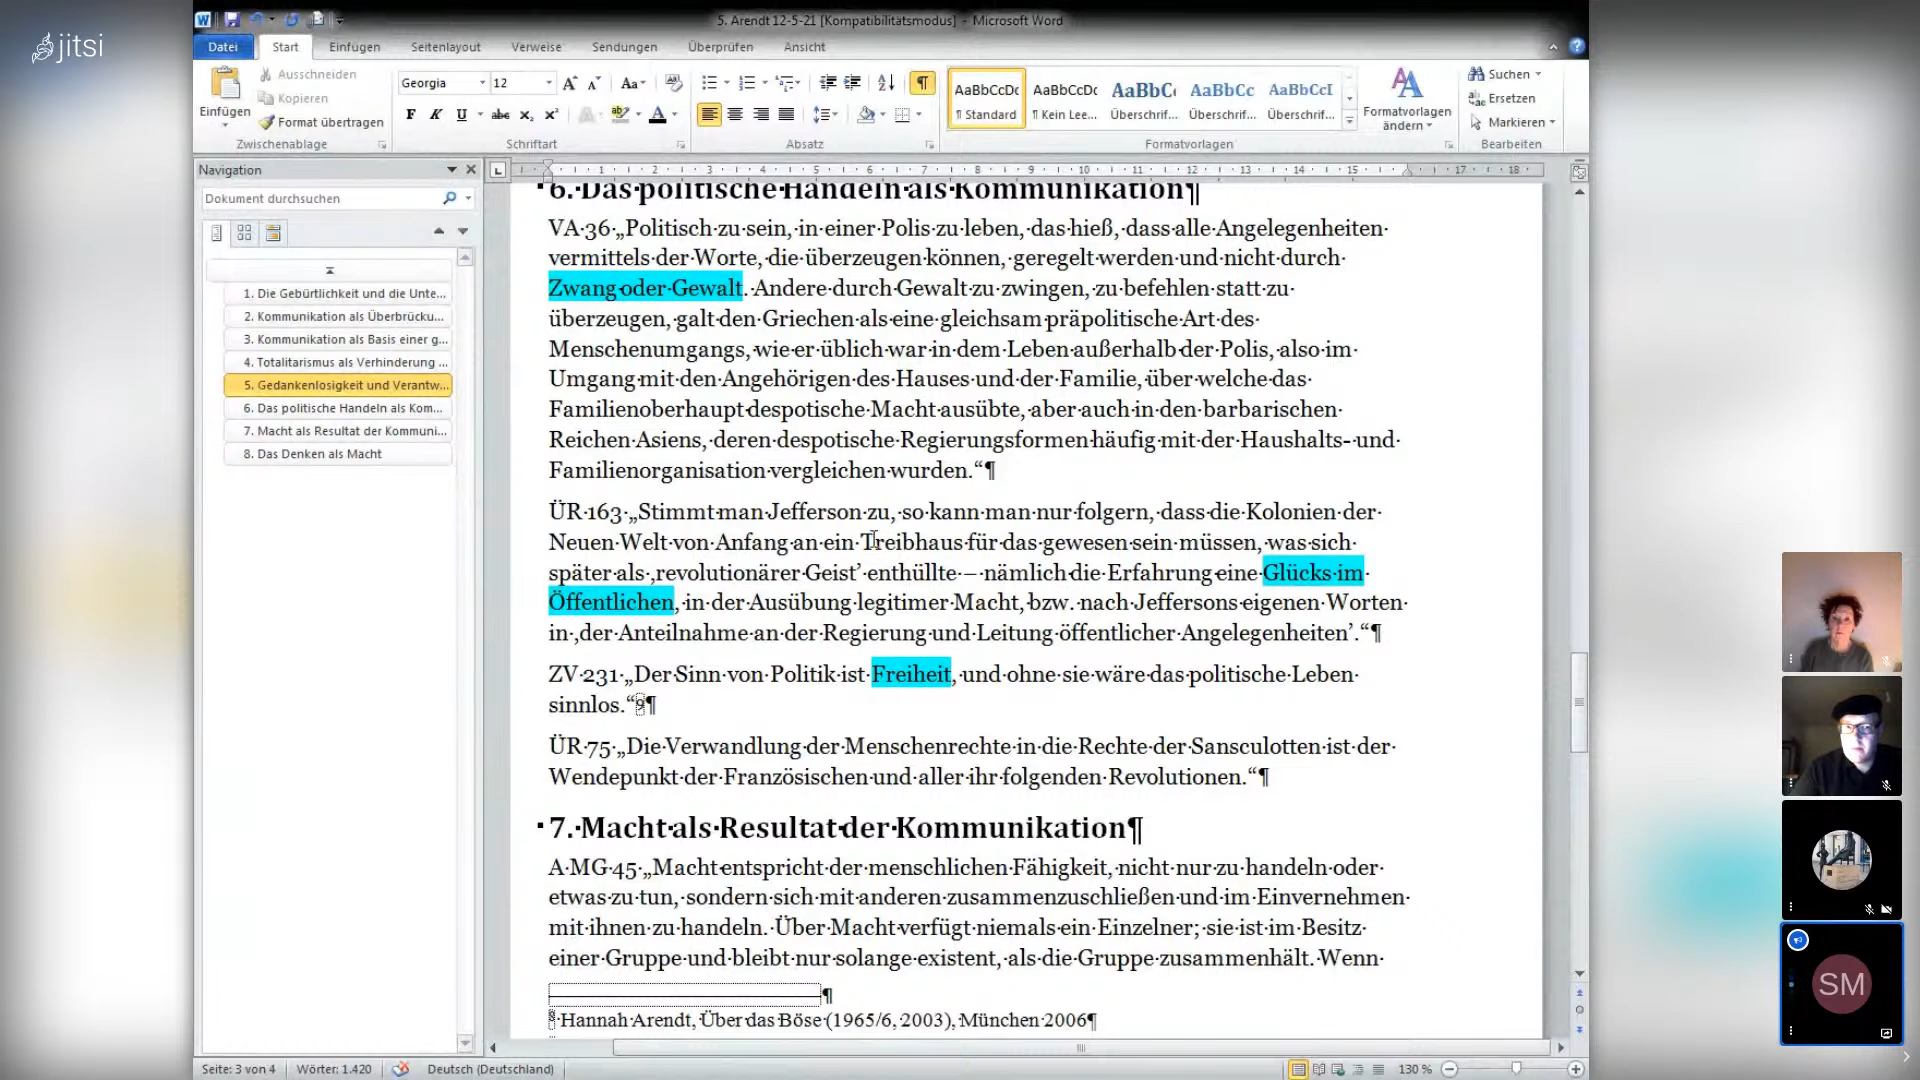 jitsi
5. Arendt 12-5-21 [Kompatibilitätsmodus] - Microsoft Word
Datei Start Einfügen Seitenlayout Verweise Sendungen Überprüfen Ansicht
Einfügen
Ausschneiden
Kopieren
Format übertragen
Zwischenablage
Georgia 12
Schriftart
Absatz
AaBbCcDc AaBbCcDc AaBbC AaBbCc AaBbCcI
¶ Standard ¶ Kein Lee... Überschrif... Überschrif... Überschrif...
Formatvorlagen
ändern
Formatvorlagen
Suchen
Ersetzen
Markieren
Bearbeiten
Navigation
Dokument durchsuchen
1. Die Gebürtlichkeit und die Unte...
2. Kommunikation als Überbrücku...
3. Kommunikation als Basis einer g...
4. Totalitarismus als Verhinderung ...
5. Gedankenlosigkeit und Verantw...
6. Das politische Handeln als Kom...
7. Macht als Resultat der Kommuni...
8. Das Denken als Macht
1 2 3 4 5 6 7 8 9 10 11 12 13 14 15 17 18
6. Das politische Handeln als Kommunikation¶
VA 36 „Politisch zu sein, in einer Polis zu leben, das hieß, dass alle Angelegenheiten
vermittels der Worte, die überzeugen können, geregelt werden und nicht durch
Zwang oder Gewalt. Andere durch Gewalt zu zwingen, zu befehlen statt zu
überzeugen, galt den Griechen als eine gleichsam präpolitische Art des
Menschenumgangs, wie er üblich war in dem Leben außerhalb der Polis, also im
Umgang mit den Angehörigen des Hauses und der Familie, über welche das
Familienoberhaupt despotische Macht ausübte, aber auch in den barbarischen
Reichen Asiens, deren despotische Regierungsformen häufig mit der Haushalts- und
Familienorganisation vergleichen wurden.“¶
ÜR 163 „Stimmt man Jefferson zu, so kann man nur folgern, dass die Kolonien der
Neuen Welt von Anfang an ein Treibhaus für das gewesen sein müssen, was sich
später als ‚revolutionärer Geist’ enthüllte – nämlich die Erfahrung eine Glücks im
Öffentlichen, in der Ausübung legitimer Macht, bzw. nach Jeffersons eigenen Worten
in ‚der Anteilnahme an der Regierung und Leitung öffentlicher Angelegenheiten’.“¶
ZV 231 „Der Sinn von Politik ist Freiheit, und ohne sie wäre das politische Leben
sinnlos.“9¶
ÜR 75 „Die Verwandlung der Menschenrechte in die Rechte der Sansculotten ist der
Wendepunkt der Französischen und aller ihr folgenden Revolutionen.“¶
7. Macht als Resultat der Kommunikation¶
A MG 45 „Macht entspricht der menschlichen Fähigkeit, nicht nur zu handeln oder
etwas zu tun, sondern sich mit anderen zusammenzuschließen und im Einvernehmen
mit ihnen zu handeln. Über Macht verfügt niemals ein Einzelner; sie ist im Besitz
einer Gruppe und bleibt nur solange existent, als die Gruppe zusammenhält. Wenn
¶
Hannah Arendt, Über das Böse (1965/6, 2003), München 2006¶
SM
Seite: 3 von 4 Wörter: 1.420 Deutsch (Deutschland) 130 %